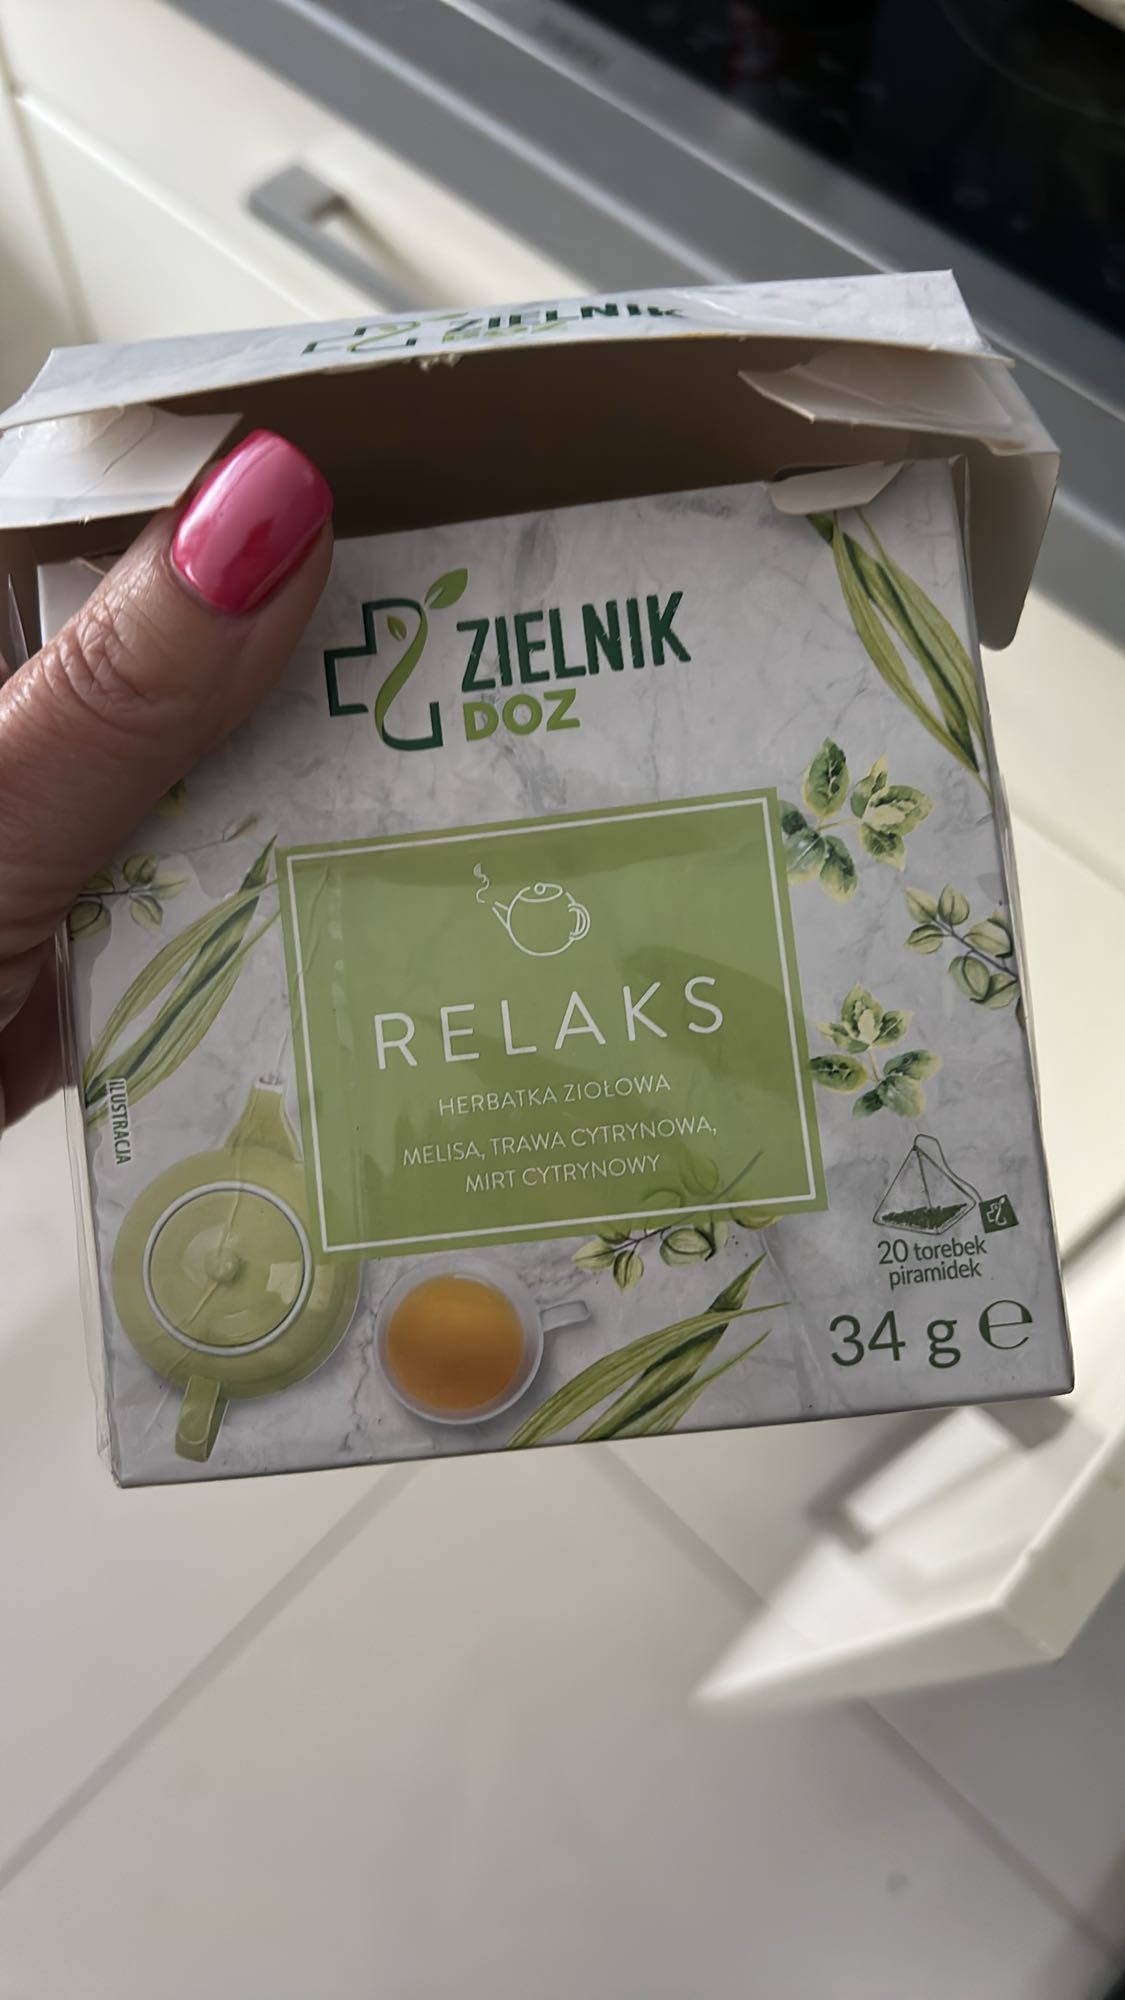 ZIELNIK
DOZ
ZIELNIK
DOZ
RELAKS
HERBATKA ZIOŁOWA
MELISA, TRAWA CYTRYNOWA,
MIRT CYTRYNOWY
ILUSTRACJA
20 torebek
piramidek
34 g ℮